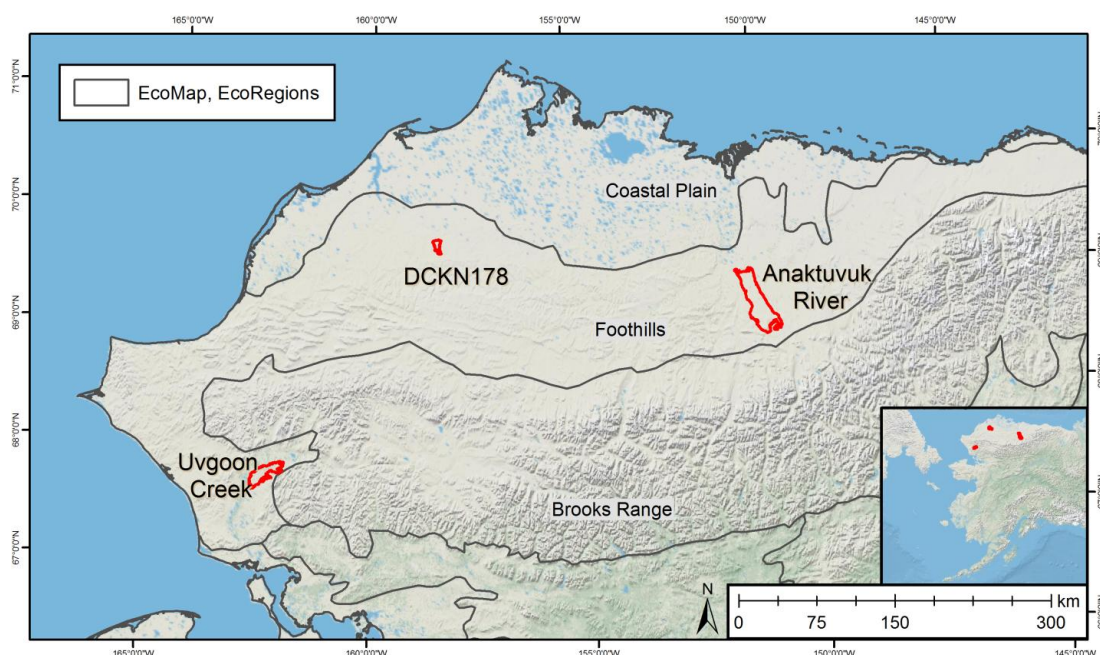 165°0'0"W
160°0'0"W
155°0'0"W
150°0'0"W
145°0'0"W
71°0'0"N
70°0'0"N
69°0'0"N
68°0'0"N
67°0'0"N
EcoMap, EcoRegions
Coastal Plain
DCKN178
Anaktuvuk
River
Foothills
Uvgoon
Creek
Brooks Range
N
km
0
75
150
300
165°0'0"W
160°0'0"W
155°0'0"W
150°0'0"W
145°0'0"W